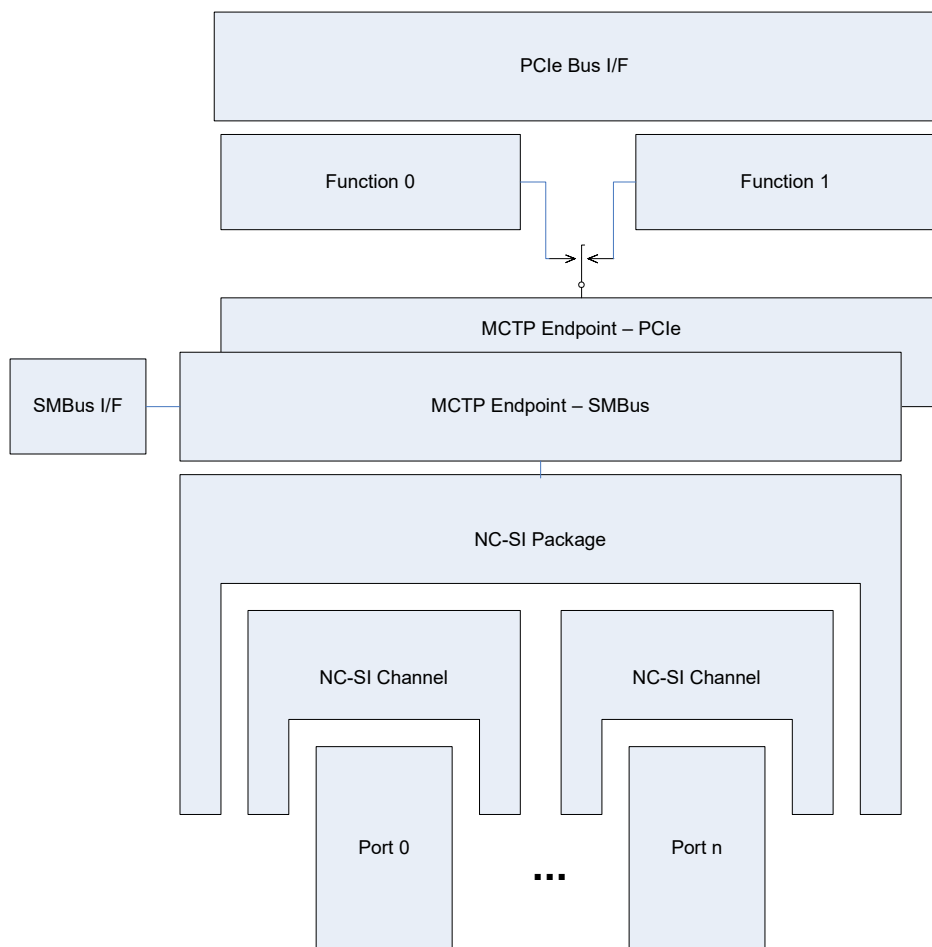 PCIe Bus I/F
Function 0
Function 1
MCTP Endpoint – PCIe
SMBus I/F
MCTP Endpoint – SMBus
NC-SI Package
NC-SI Channel
NC-SI Channel
Port 0
...
Port n